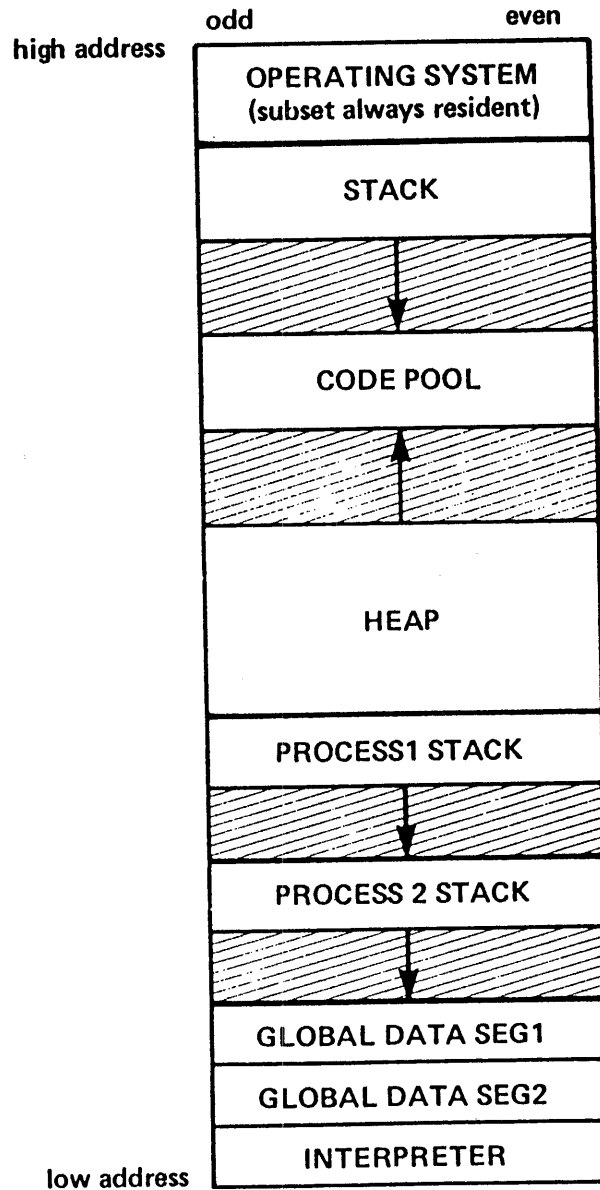 odd even
high address
OPERATING SYSTEM
(subset always resident)
STACK
CODE POOL
HEAP
PROCESS1 STACK
PROCESS 2 STACK
GLOBAL DATA SEG1
GLOBAL DATA SEG2
INTERPRETER
low address